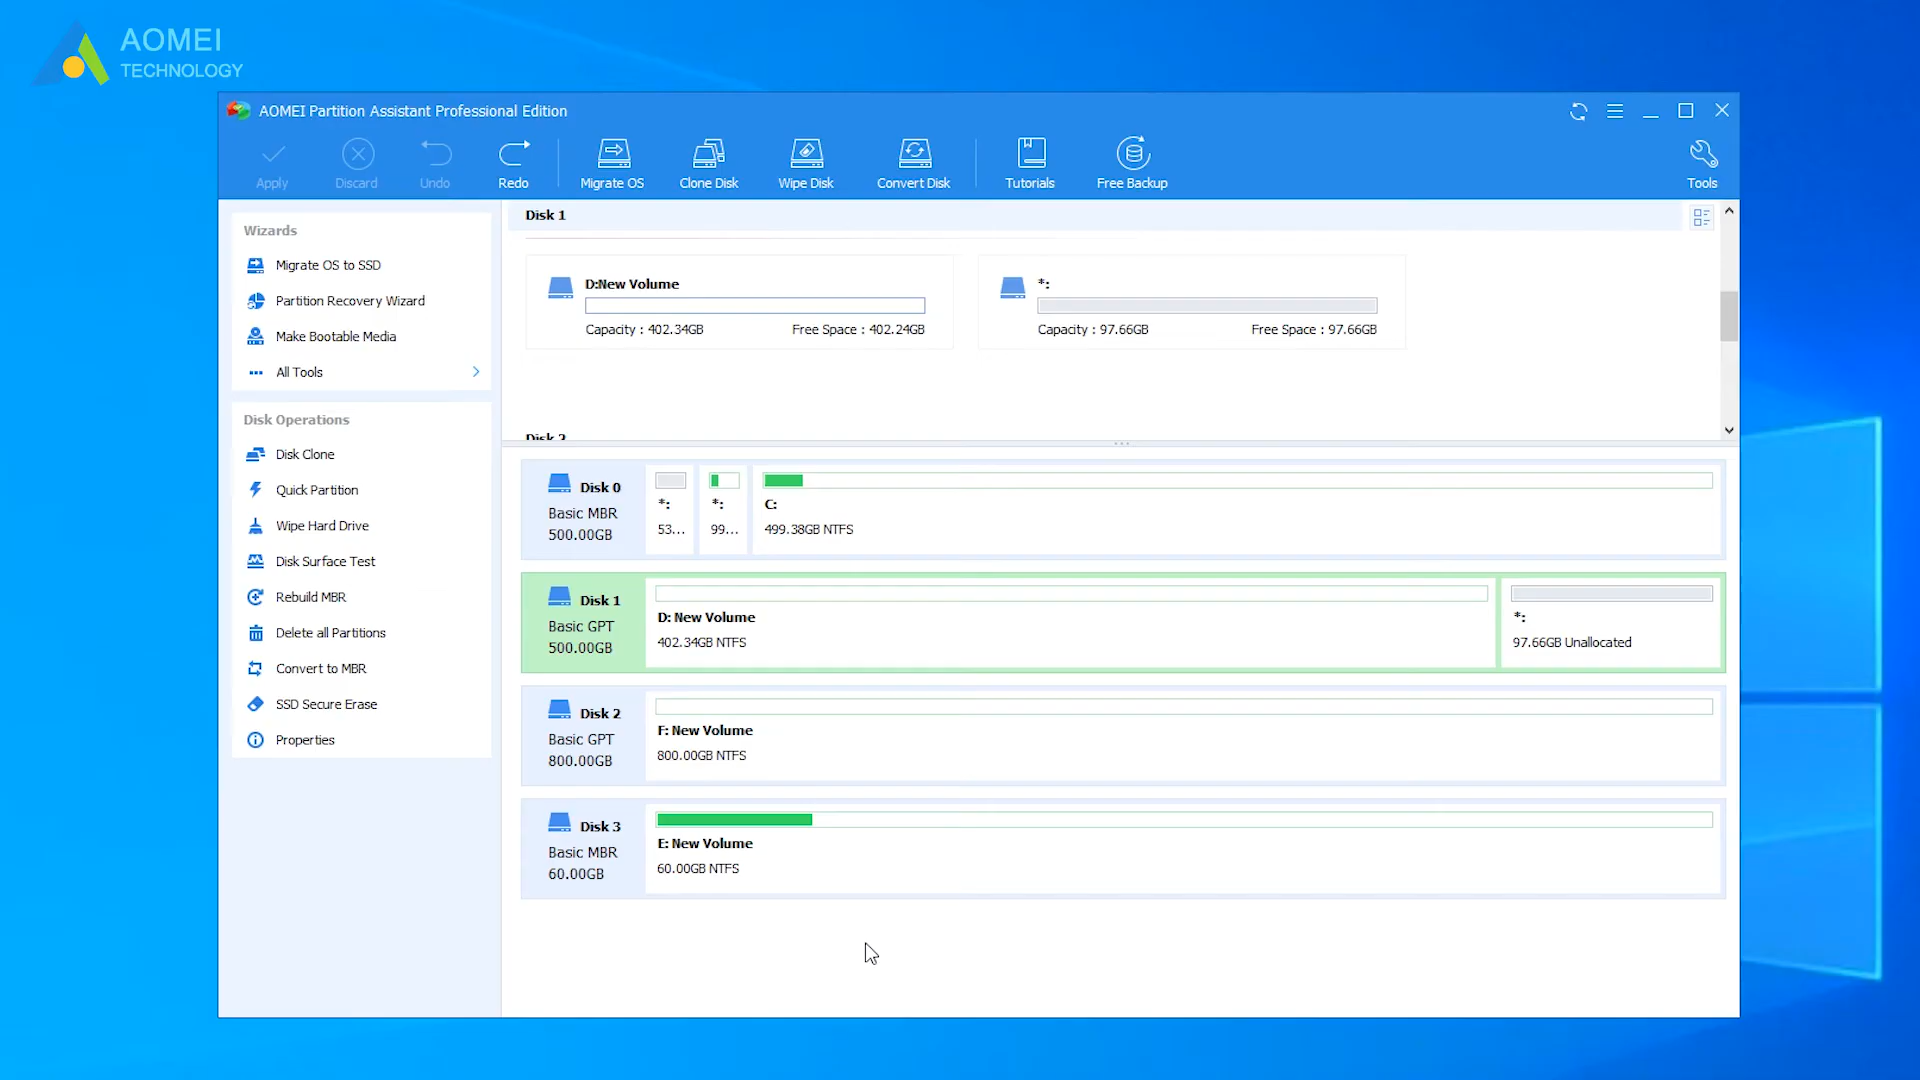 AOMEI
TECHNOLOGY
AOMEI Partition Assistant Professional Edition
Apply
Discard
Undo
Redo
Migrate OS
Clone Disk
Wipe Disk
Convert Disk
Tutorials
Free Backup
Tools
Wizards
Migrate OS to SSD
Partition Recovery Wizard
Make Bootable Media
All Tools
Disk Operations
Disk Clone
Quick Partition
Wipe Hard Drive
Disk Surface Test
Rebuild MBR
Delete all Partitions
Convert to MBR
SSD Secure Erase
Properties
Disk 1
D:New Volume
Capacity : 402.34GB
Free Space : 402.24GB
*:
Capacity : 97.66GB
Free Space : 97.66GB
Disk 2
Disk 0
Basic MBR
500.00GB
*:
53...
*:
99...
C:
499.38GB NTFS
Disk 1
Basic GPT
500.00GB
D: New Volume
402.34GB NTFS
*:
97.66GB Unallocated
Disk 2
Basic GPT
800.00GB
F: New Volume
800.00GB NTFS
Disk 3
Basic MBR
60.00GB
E: New Volume
60.00GB NTFS